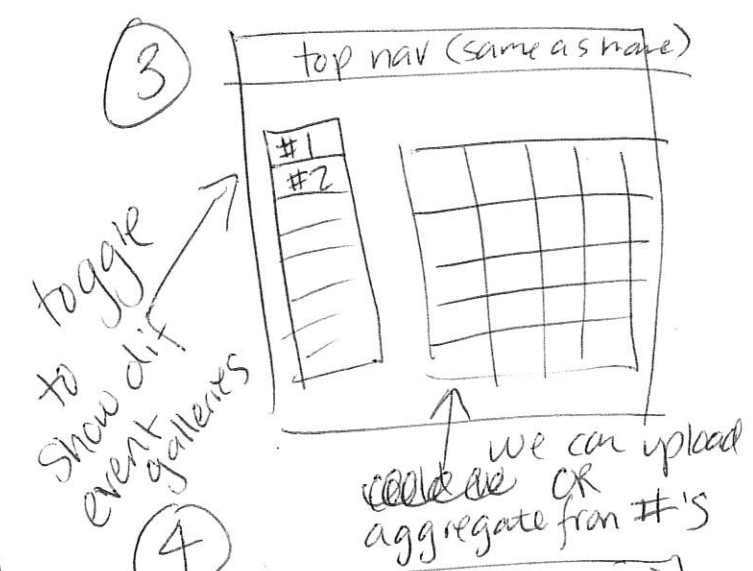 3
top nav (same as home)
#1
#2
toggle
to
show dif
event
galleries
we can upload
OR
aggregate from #'s
4